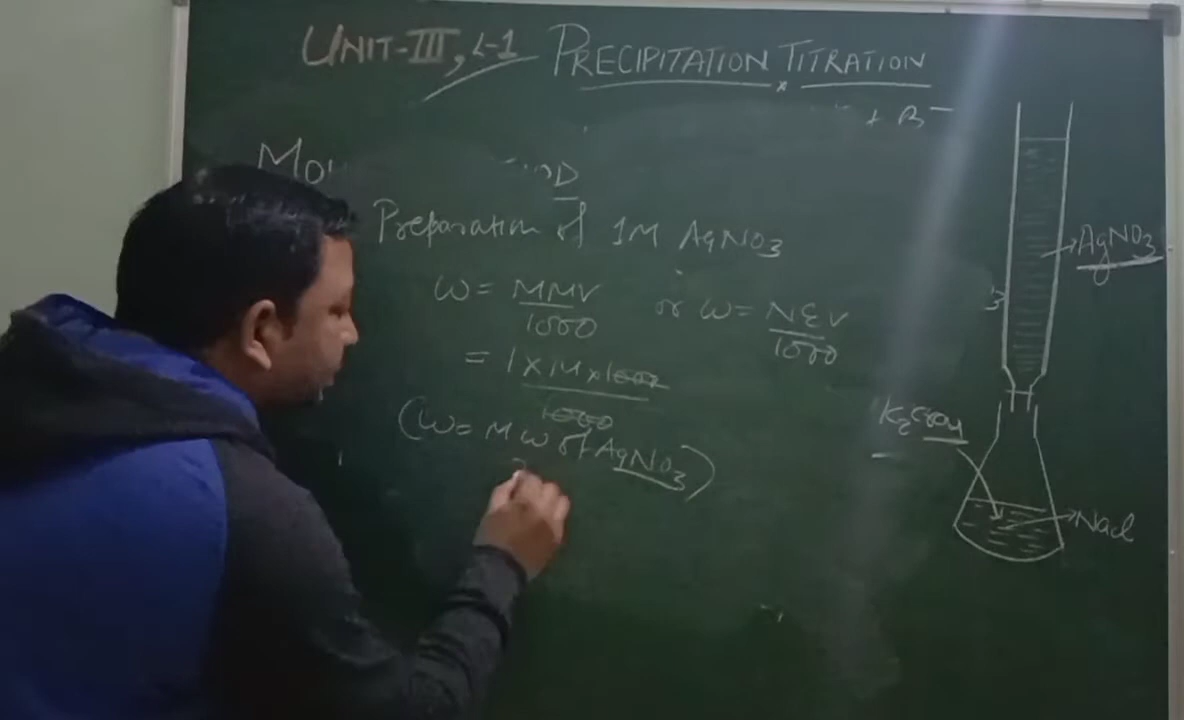 UNIT-III, L-1 PRECIPITATION TITRATION
+ B⁻
Preparation of 1M AgNO3
W = MMV/1000 or W = NEV/1000
= 1 × M × 1000/1000
(W = M W of AgNO3)
AgNO3
K2CrO4
NaCl